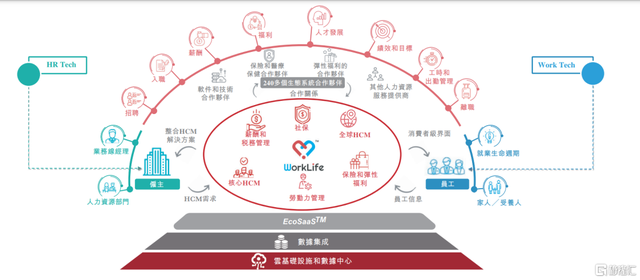 HR Tech
Work Tech
招聘
入職
薪酬
福利
人才發展
績效和目標
工時和
出勤管理
離職
軟件和技術
合作夥伴
保險和醫療
保健合作夥伴
彈性福利的
合作夥伴
其他人力資源
服務提供商
240多個生態系統合作夥伴
合作關係
業務線經理
人力資源部門
僱主
整合HCM
解決方案
HCM需求
社保
薪酬和
稅務管理
全球HCM
WorkLife
TM
核心HCM
保險和彈性
福利
勞動力管理
消費者級界面
員工信息
員工
就業生命週期
家人／受養人
EcoSaaS™
數據集成
雲基礎設施和數據中心
格隆汇